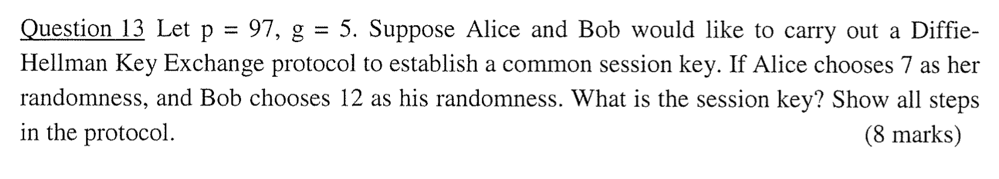 Question 13 Let p = 97, g = 5. Suppose Alice and Bob would like to carry out a Diffie-
Hellman Key Exchange protocol to establish a common session key. If Alice chooses 7 as her
randomness, and Bob chooses 12 as his randomness. What is the session key? Show all steps
in the protocol. (8 marks)